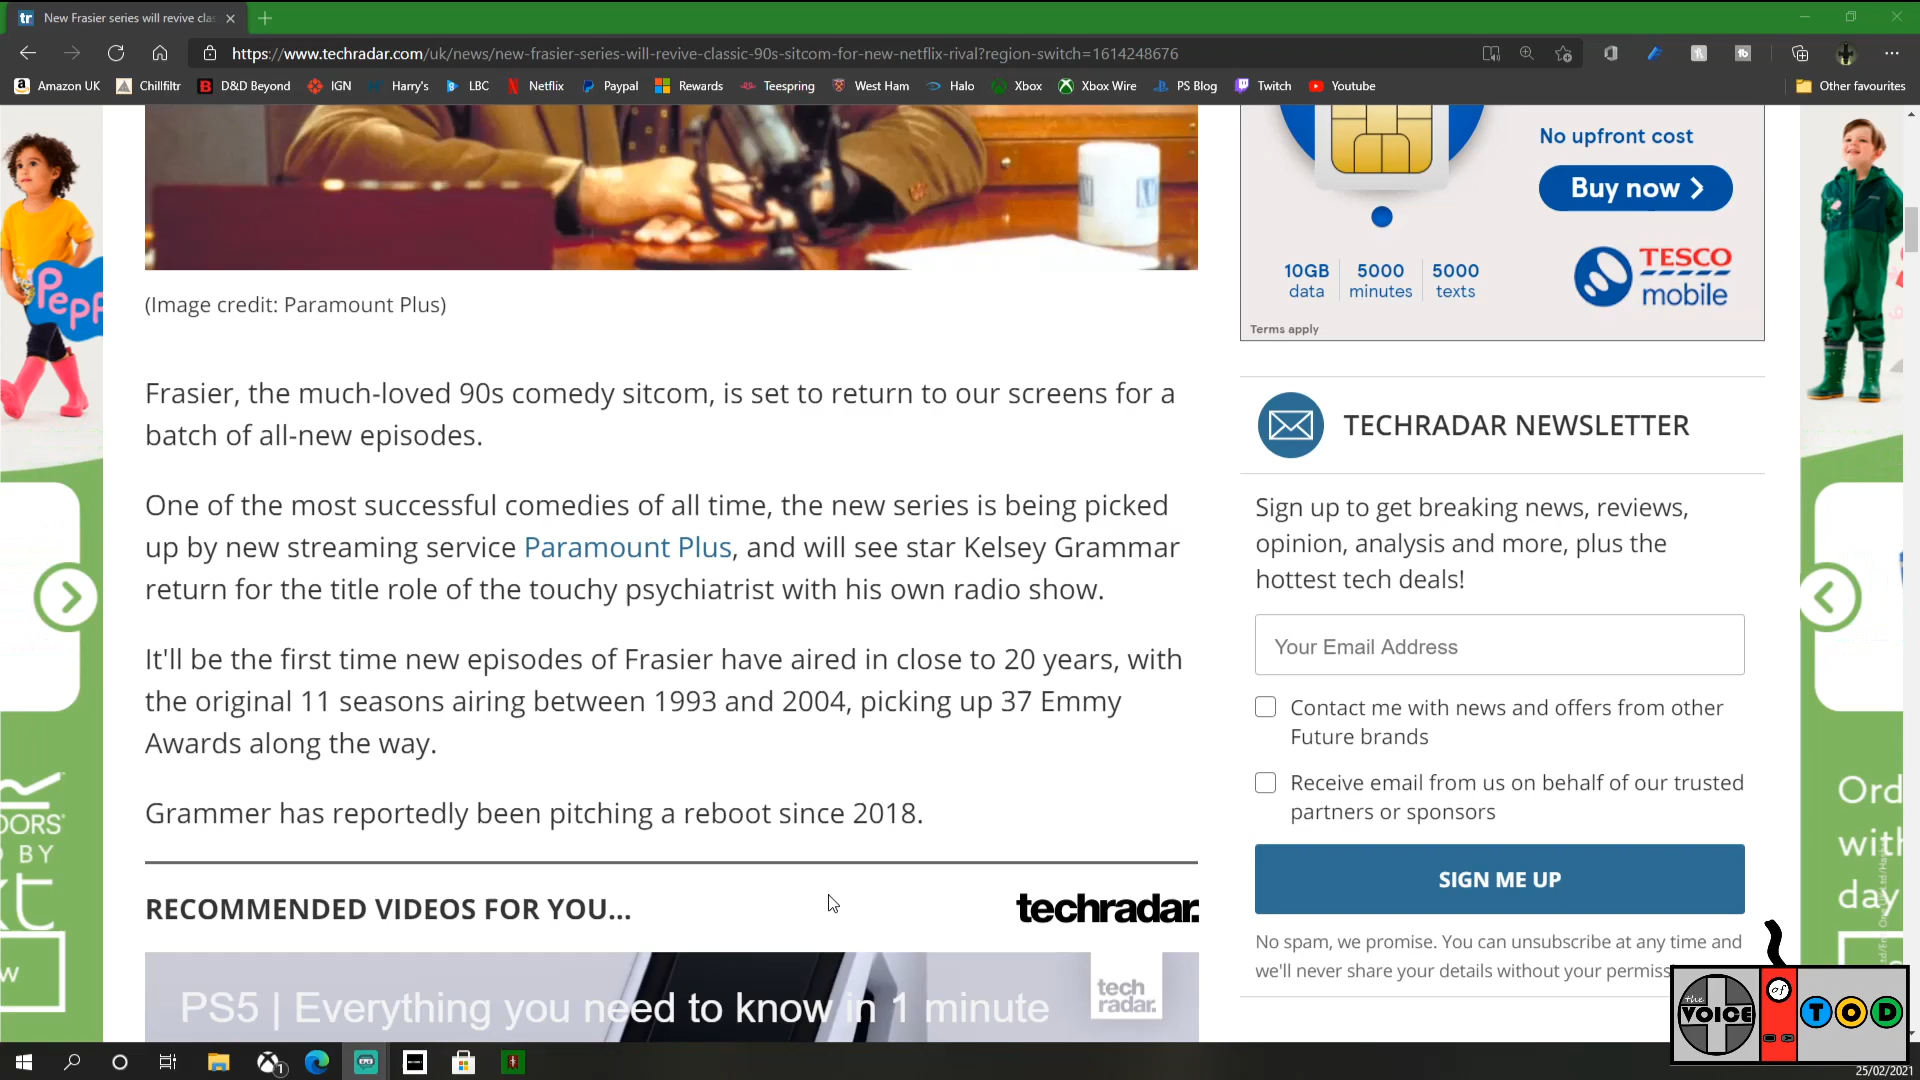 tr New Frasier series will revive clas
https://www.techradar.com/uk/news/new-frasier-series-will-revive-classic-90s-sitcom-for-new-netflix-rival?region-switch=1614248676
Amazon UK Chillfiltr D&D Beyond IGN Harry's LBC Netflix Paypal Rewards Teespring West Ham Halo Xbox Xbox Wire PS Blog Twitch Youtube Other favourites
No upfront cost
Buy now
10GB 5000 5000
data minutes texts
TESCO
mobile
Terms apply
Pepp
(Image credit: Paramount Plus)
Frasier, the much-loved 90s comedy sitcom, is set to return to our screens for a
batch of all-new episodes.
One of the most successful comedies of all time, the new series is being picked
up by new streaming service Paramount Plus, and will see star Kelsey Grammar
return for the title role of the touchy psychiatrist with his own radio show.
It'll be the first time new episodes of Frasier have aired in close to 20 years, with
the original 11 seasons airing between 1993 and 2004, picking up 37 Emmy
Awards along the way.
Grammer has reportedly been pitching a reboot since 2018.
RECOMMENDED VIDEOS FOR YOU...
techradar.
PS5 | Everything you need to know in 1 minute
tech
radar.
TECHRADAR NEWSLETTER
Sign up to get breaking news, reviews,
opinion, analysis and more, plus the
hottest tech deals!
Your Email Address
Contact me with news and offers from other
Future brands
Receive email from us on behalf of our trusted
partners or sponsors
SIGN ME UP
No spam, we promise. You can unsubscribe at any time and
we'll never share your details without your permiss
DORS
BY
Ord
with
day
the
VOICE
of
TOD
25/02/2021